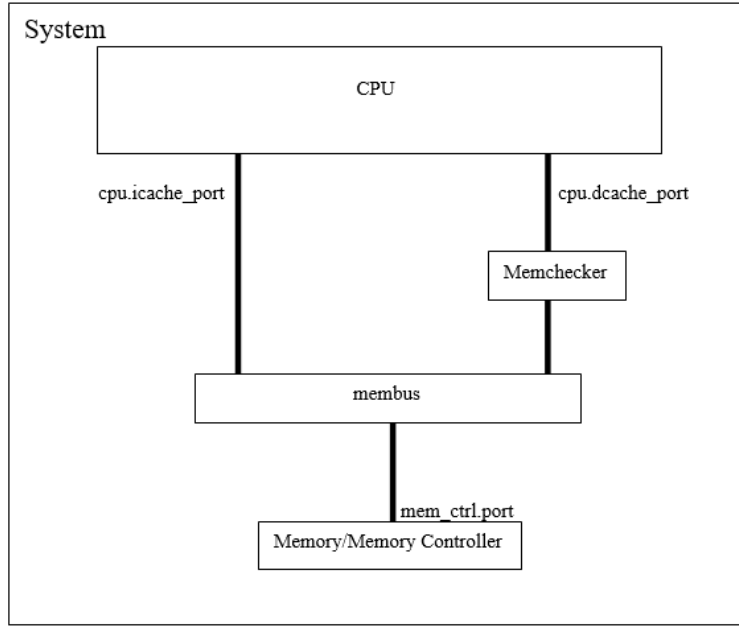 System
CPU
cpu.icache_port
cpu.dcache_port
Memchecker
membus
mem_ctrl.port
Memory/Memory Controller